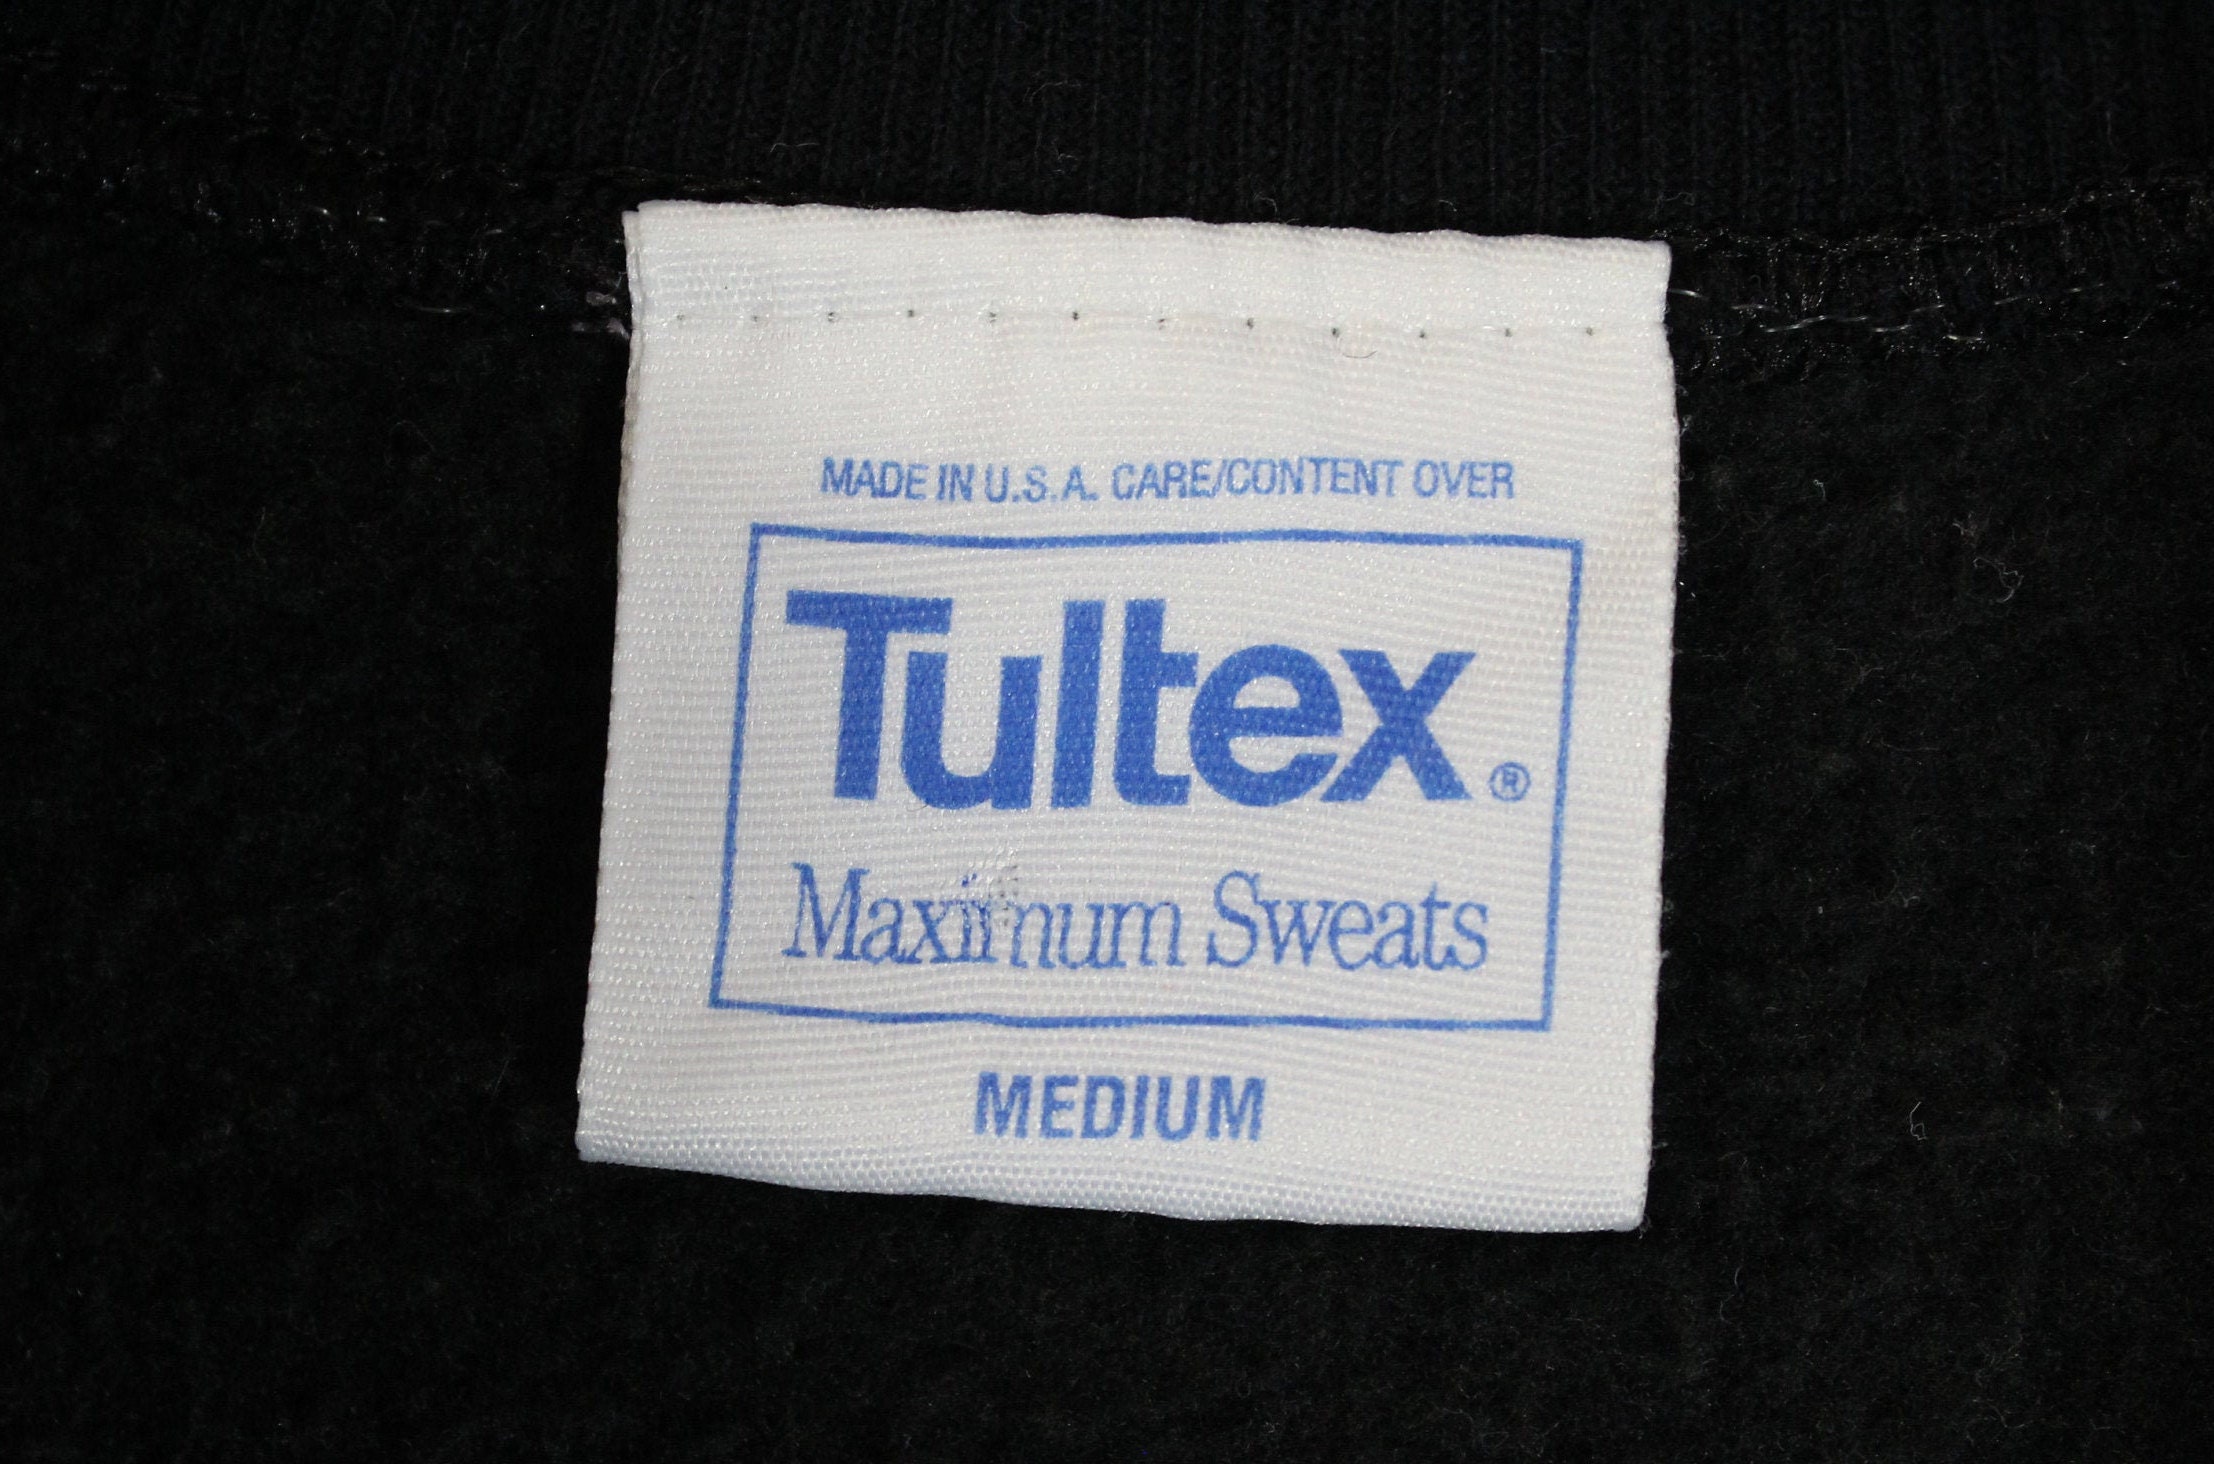 MADE IN U.S.A. CARE/CONTENT OVER
Tultex®
Maximum Sweats
MEDIUM